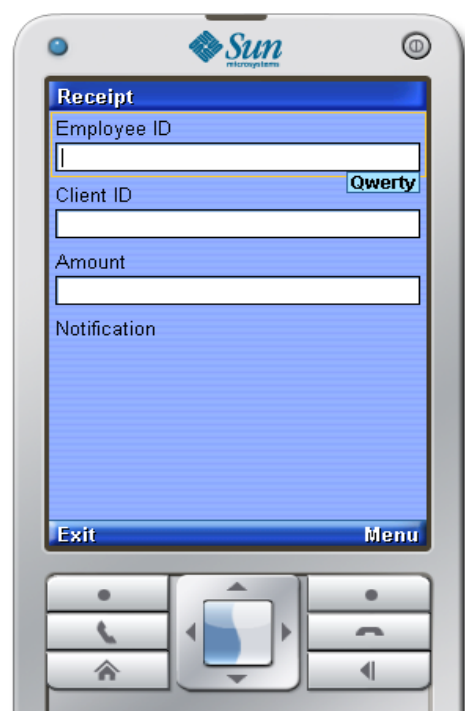 Sun
microsystems
Receipt
Employee ID
Qwerty
Client ID
Amount
Notification
Exit
Menu